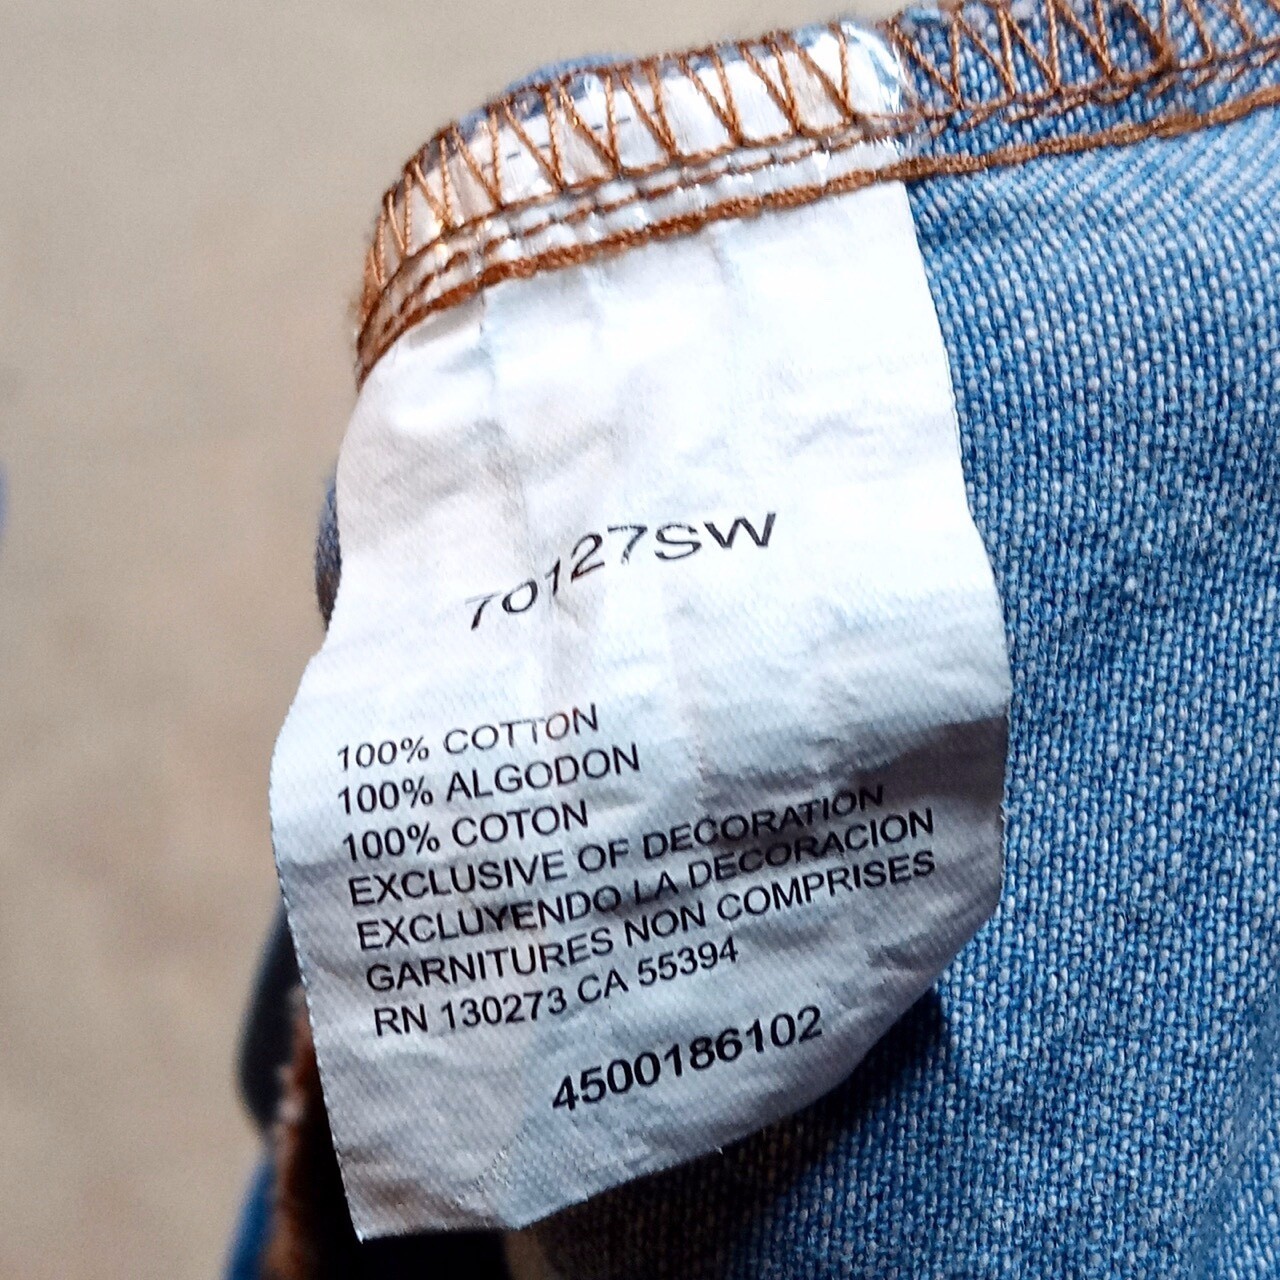 70127SW
100% COTTON
100% ALGODON
100% COTON
EXCLUSIVE OF DECORATION
EXCLUYENDO LA DECORACION
GARNITURES NON COMPRISES
RN 130273 CA 55394
4500186102